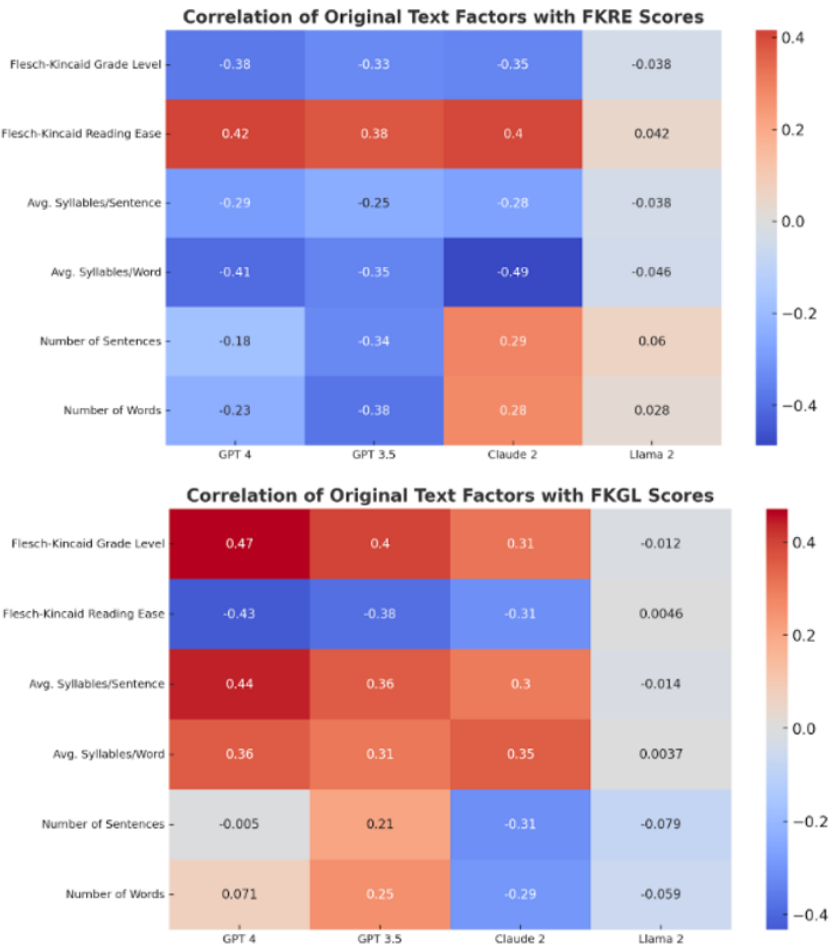 Correlation of Original Text Factors with FKRE Scores
Flesch-Kincaid Grade Level -0.38 -0.33 -0.35 -0.038
Flesch-Kincaid Reading Ease 0.42 0.38 0.4 0.042
Avg. Syllables/Sentence -0.29 -0.25 -0.28 -0.038
Avg. Syllables/Word -0.41 -0.35 -0.49 -0.046
Number of Sentences -0.18 -0.34 0.29 0.06
Number of Words -0.23 -0.38 0.28 0.028
GPT 4 GPT 3.5 Claude 2 Llama 2
0.4
0.2
0.0
−0.2
−0.4
Correlation of Original Text Factors with FKGL Scores
Flesch-Kincaid Grade Level 0.47 0.4 0.31 -0.012
Flesch-Kincaid Reading Ease -0.43 -0.38 -0.31 0.0046
Avg. Syllables/Sentence 0.44 0.36 0.3 -0.014
Avg. Syllables/Word 0.36 0.31 0.35 0.0037
Number of Sentences -0.005 0.21 -0.31 -0.079
Number of Words 0.071 0.25 -0.29 -0.059
GPT 4 GPT 3.5 Claude 2 Llama 2
0.4
0.2
0.0
−0.2
−0.4